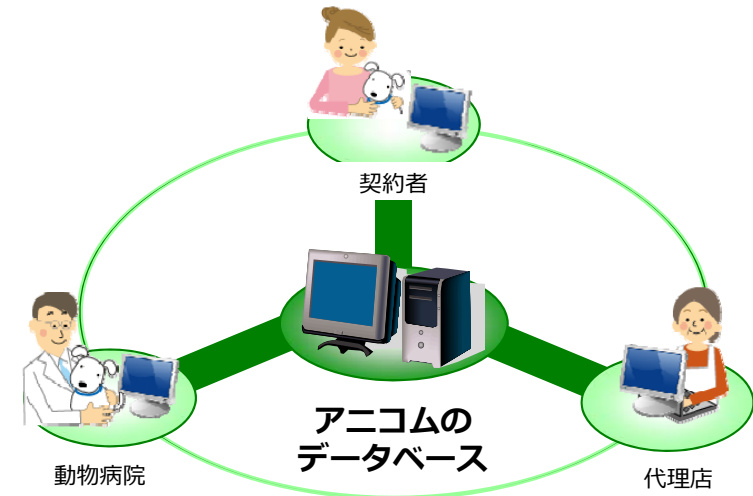 契約者
アニコムの
データベース
動物病院
代理店